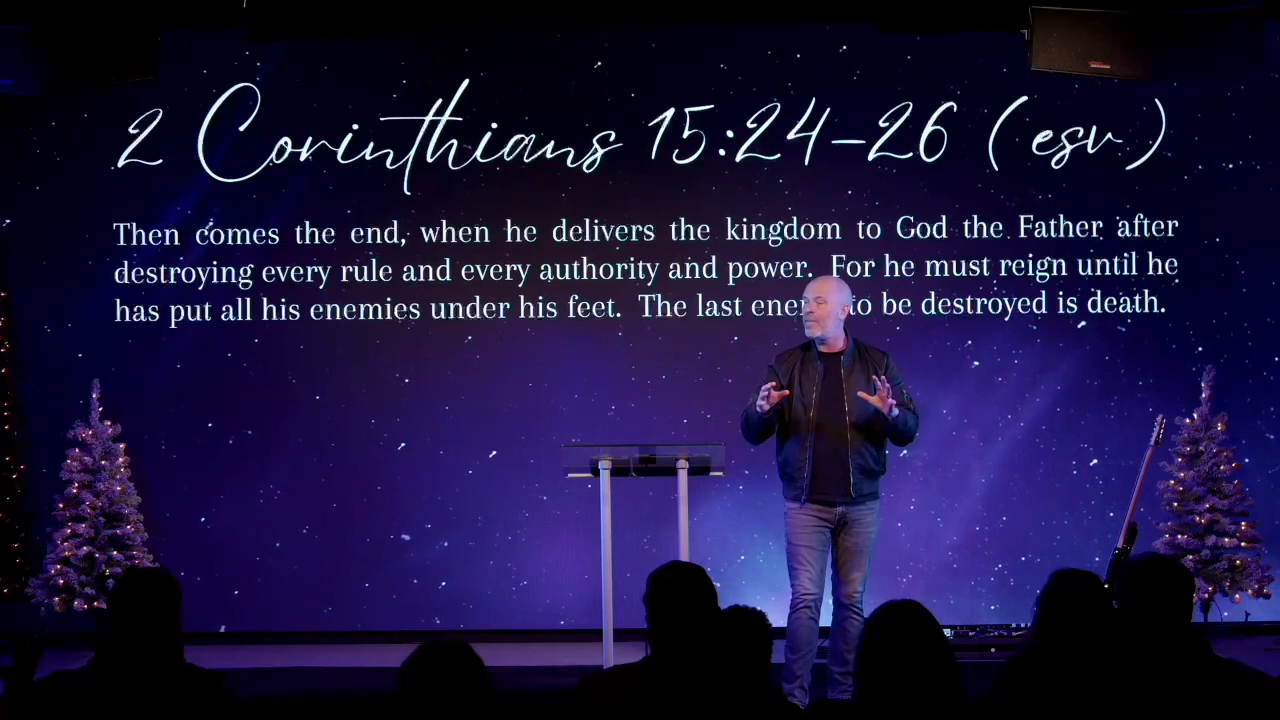 2 Corinthians 15:24-26 (esv)
Then comes the end, when he delivers the kingdom to God the Father after
destroying every rule and every authority and power. For he must reign until he
has put all his enemies under his feet. The last ene to be destroyed is death.